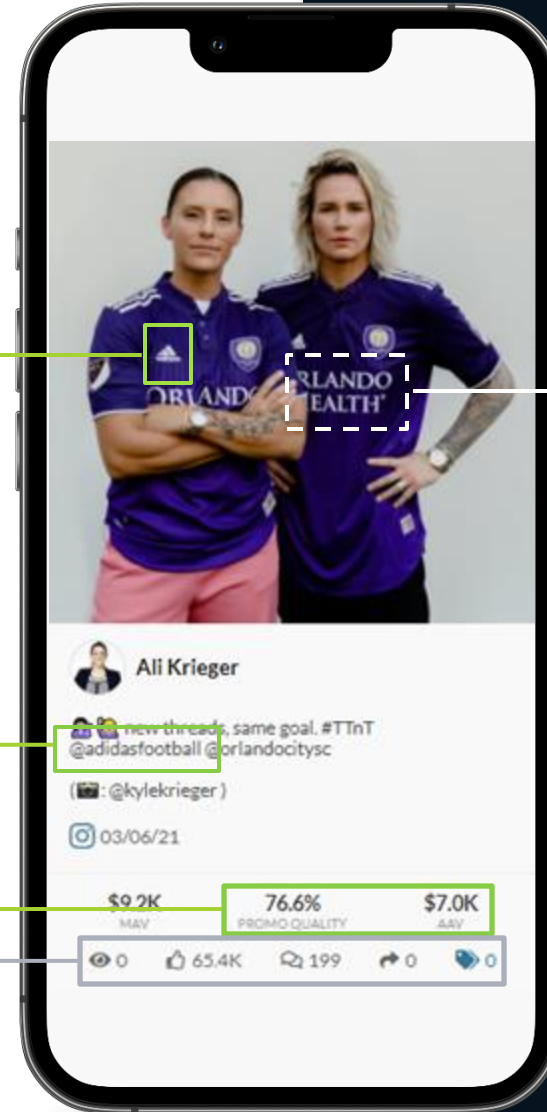 ORLANDO
ORLANDO
HEALTH
Ali Krieger
new threads, same goal. #TTnT
@adidasfootball @orlandocitysc
(📷: @kylekrieger)
03/06/21
$9.2K 76.6% $7.0K
MAV PROMO QUALITY AAV
0 65.4K 199 0 0